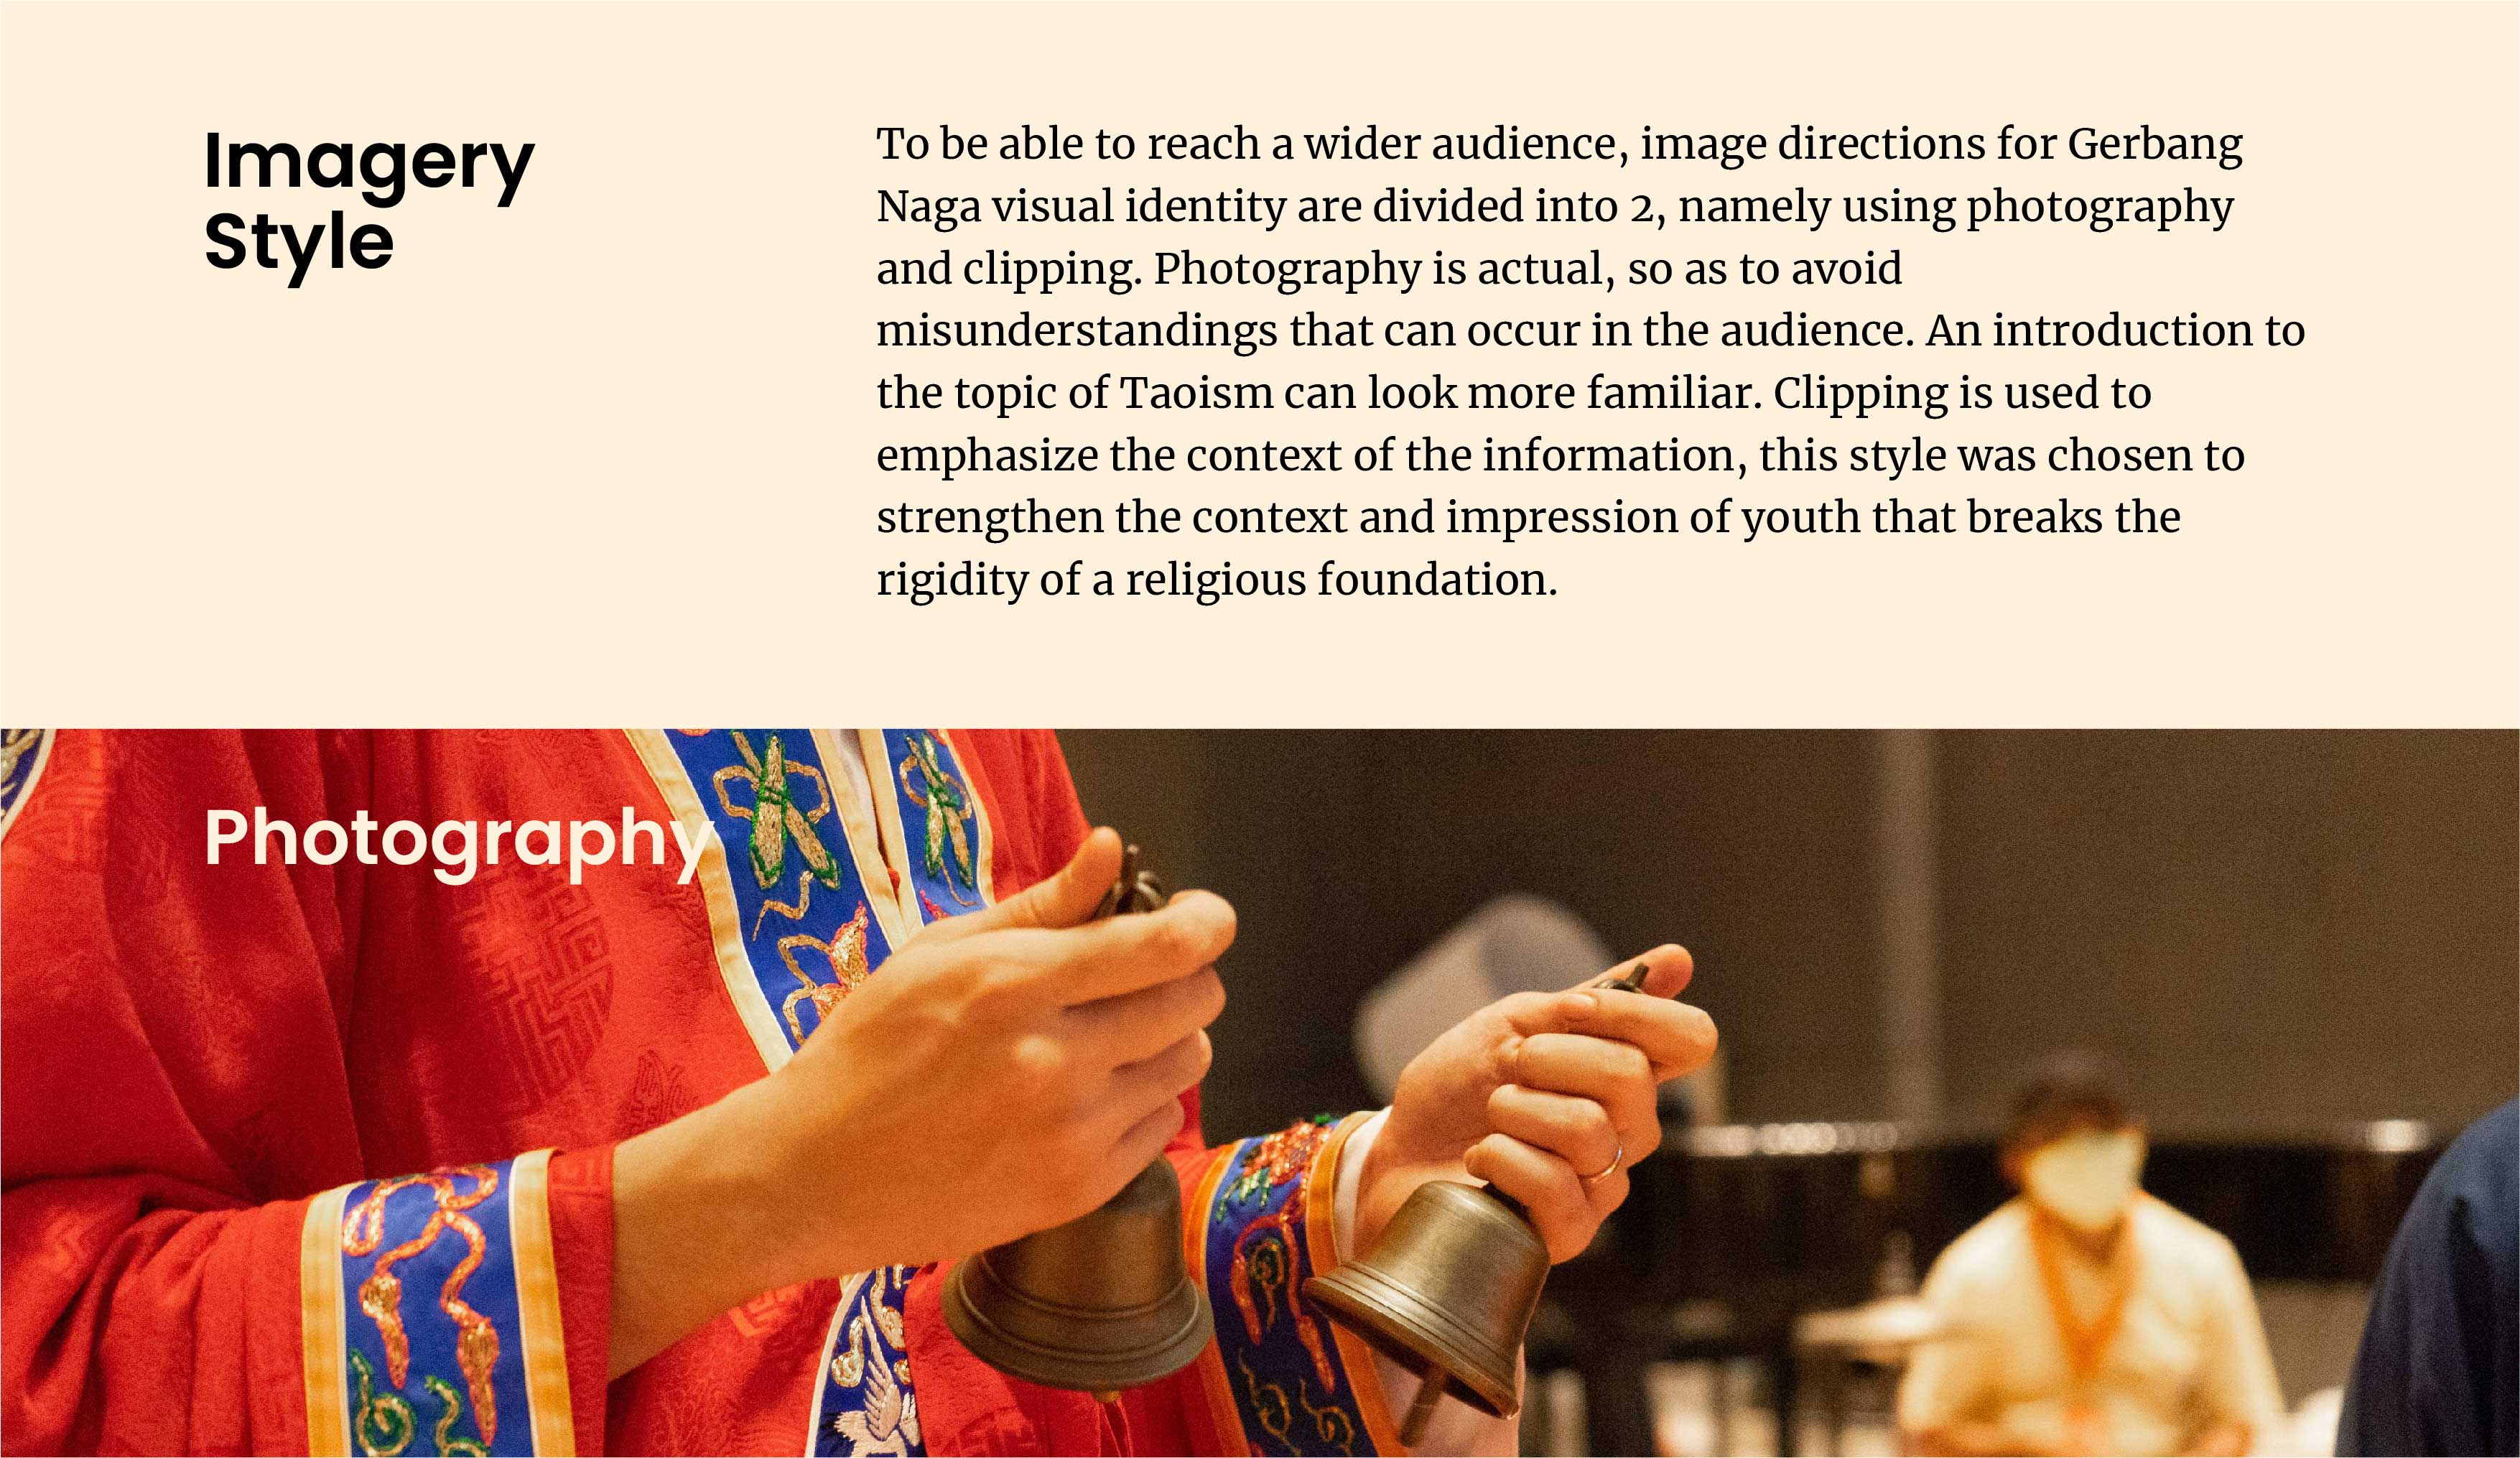 Imagery
Style
To be able to reach a wider audience, image directions for Gerbang
Naga visual identity are divided into 2, namely using photography
and clipping. Photography is actual, so as to avoid
misunderstandings that can occur in the audience. An introduction to
the topic of Taoism can look more familiar. Clipping is used to
emphasize the context of the information, this style was chosen to
strengthen the context and impression of youth that breaks the
rigidity of a religious foundation.
Photography